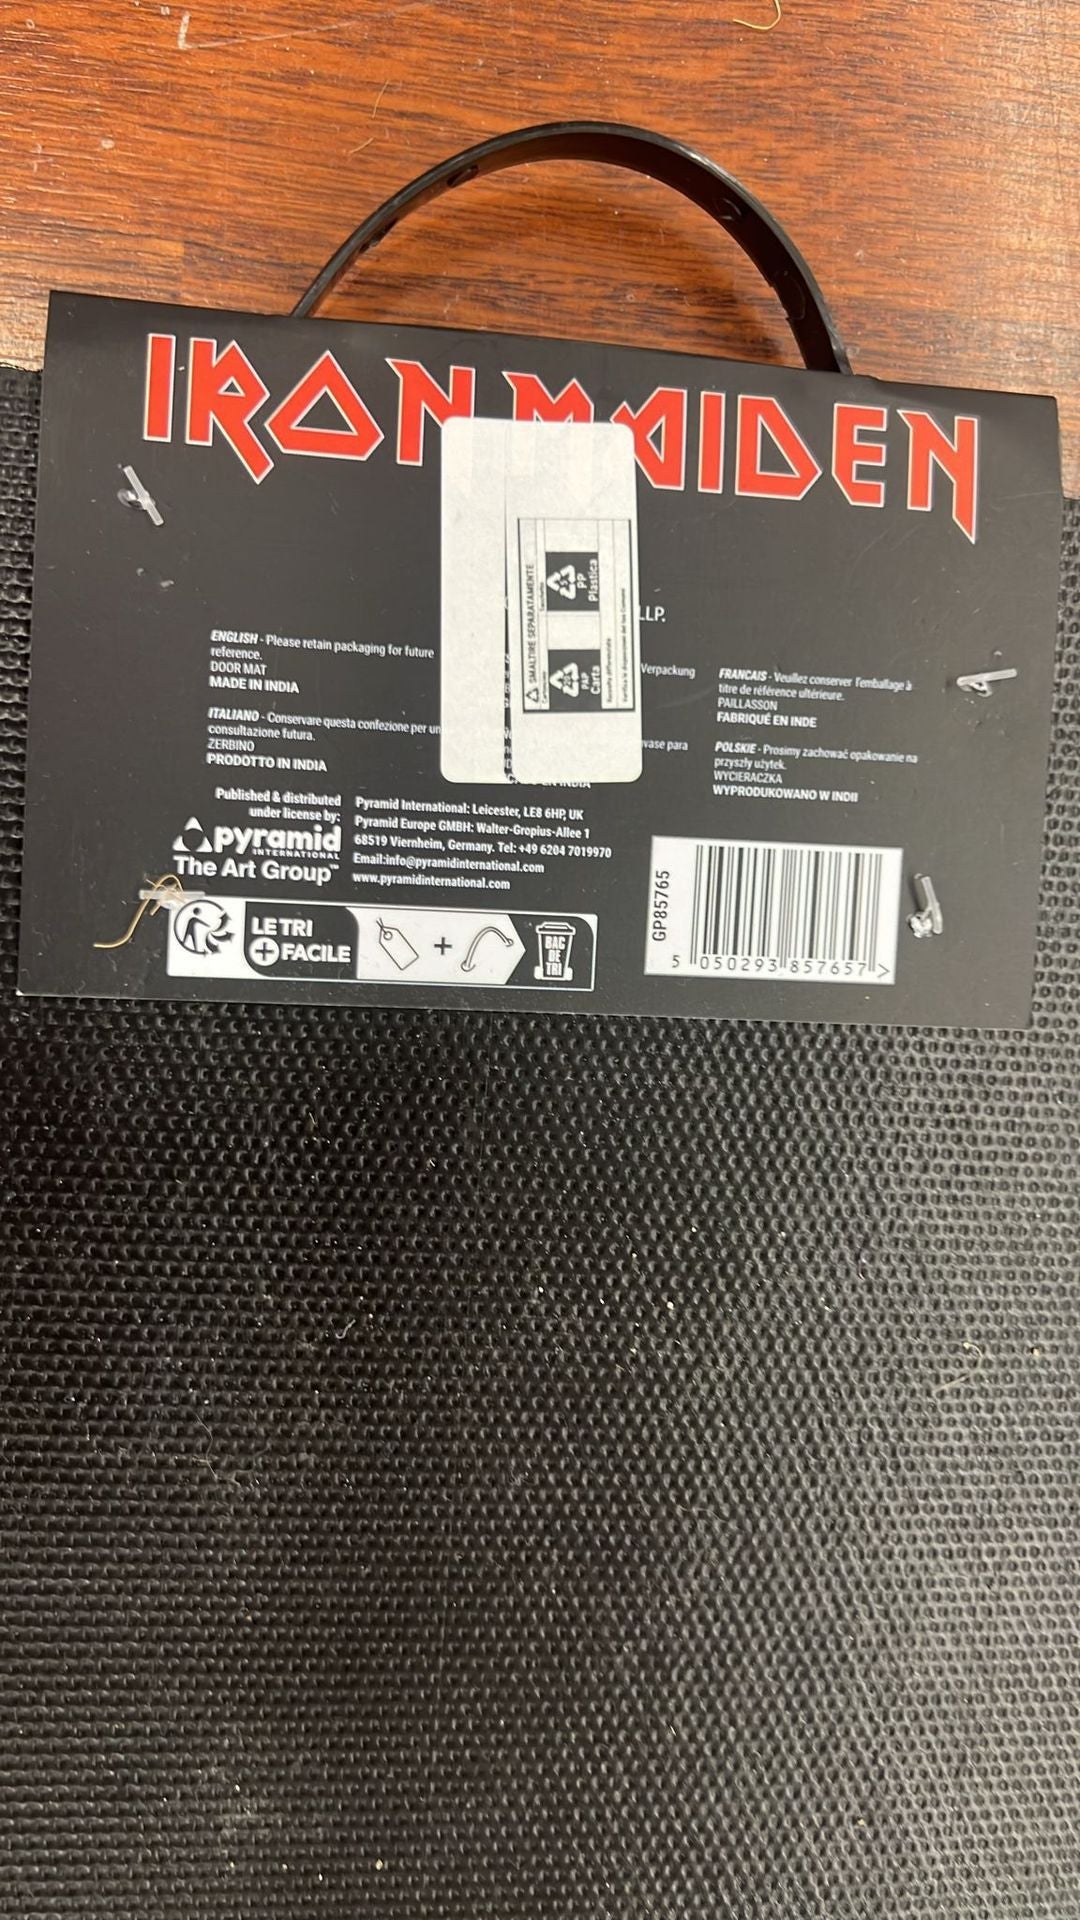 IRON MAIDEN
LLP.
ENGLISH - Please retain packaging for future
reference.
DOOR MAT
MADE IN INDIA
ITALIANO - Conservare questa confezione per un
consultazione futura.
ZERBINO
PRODOTTO IN INDIA
SMALTIRE SEPARATAMENTE
PAP
Carta
PP
Plastica
Verpackung
FRANCAIS - Veuillez conserver l'emballage à
titre de référence ultérieure.
PAILLASSON
FABRIQUÉ EN INDE
POLSKIE - Prosimy zachować opakowanie na
przyszły użytek.
WYCIERACZKA
WYPRODUKOWANO W INDII
Published & distributed
under license by:
pyramid
INTERNATIONAL
The Art Group™
Pyramid International: Leicester, LE8 6HP, UK
Pyramid Europe GMBH: Walter-Gropius-Allee 1
68519 Viernheim, Germany. Tel: +49 6204 7019970
Email:info@pyramidinternational.com
www.pyramidinternational.com
LE TRI
+ FACILE
+
BAC
DE
TRI
GP85765
5 050293 857657 >